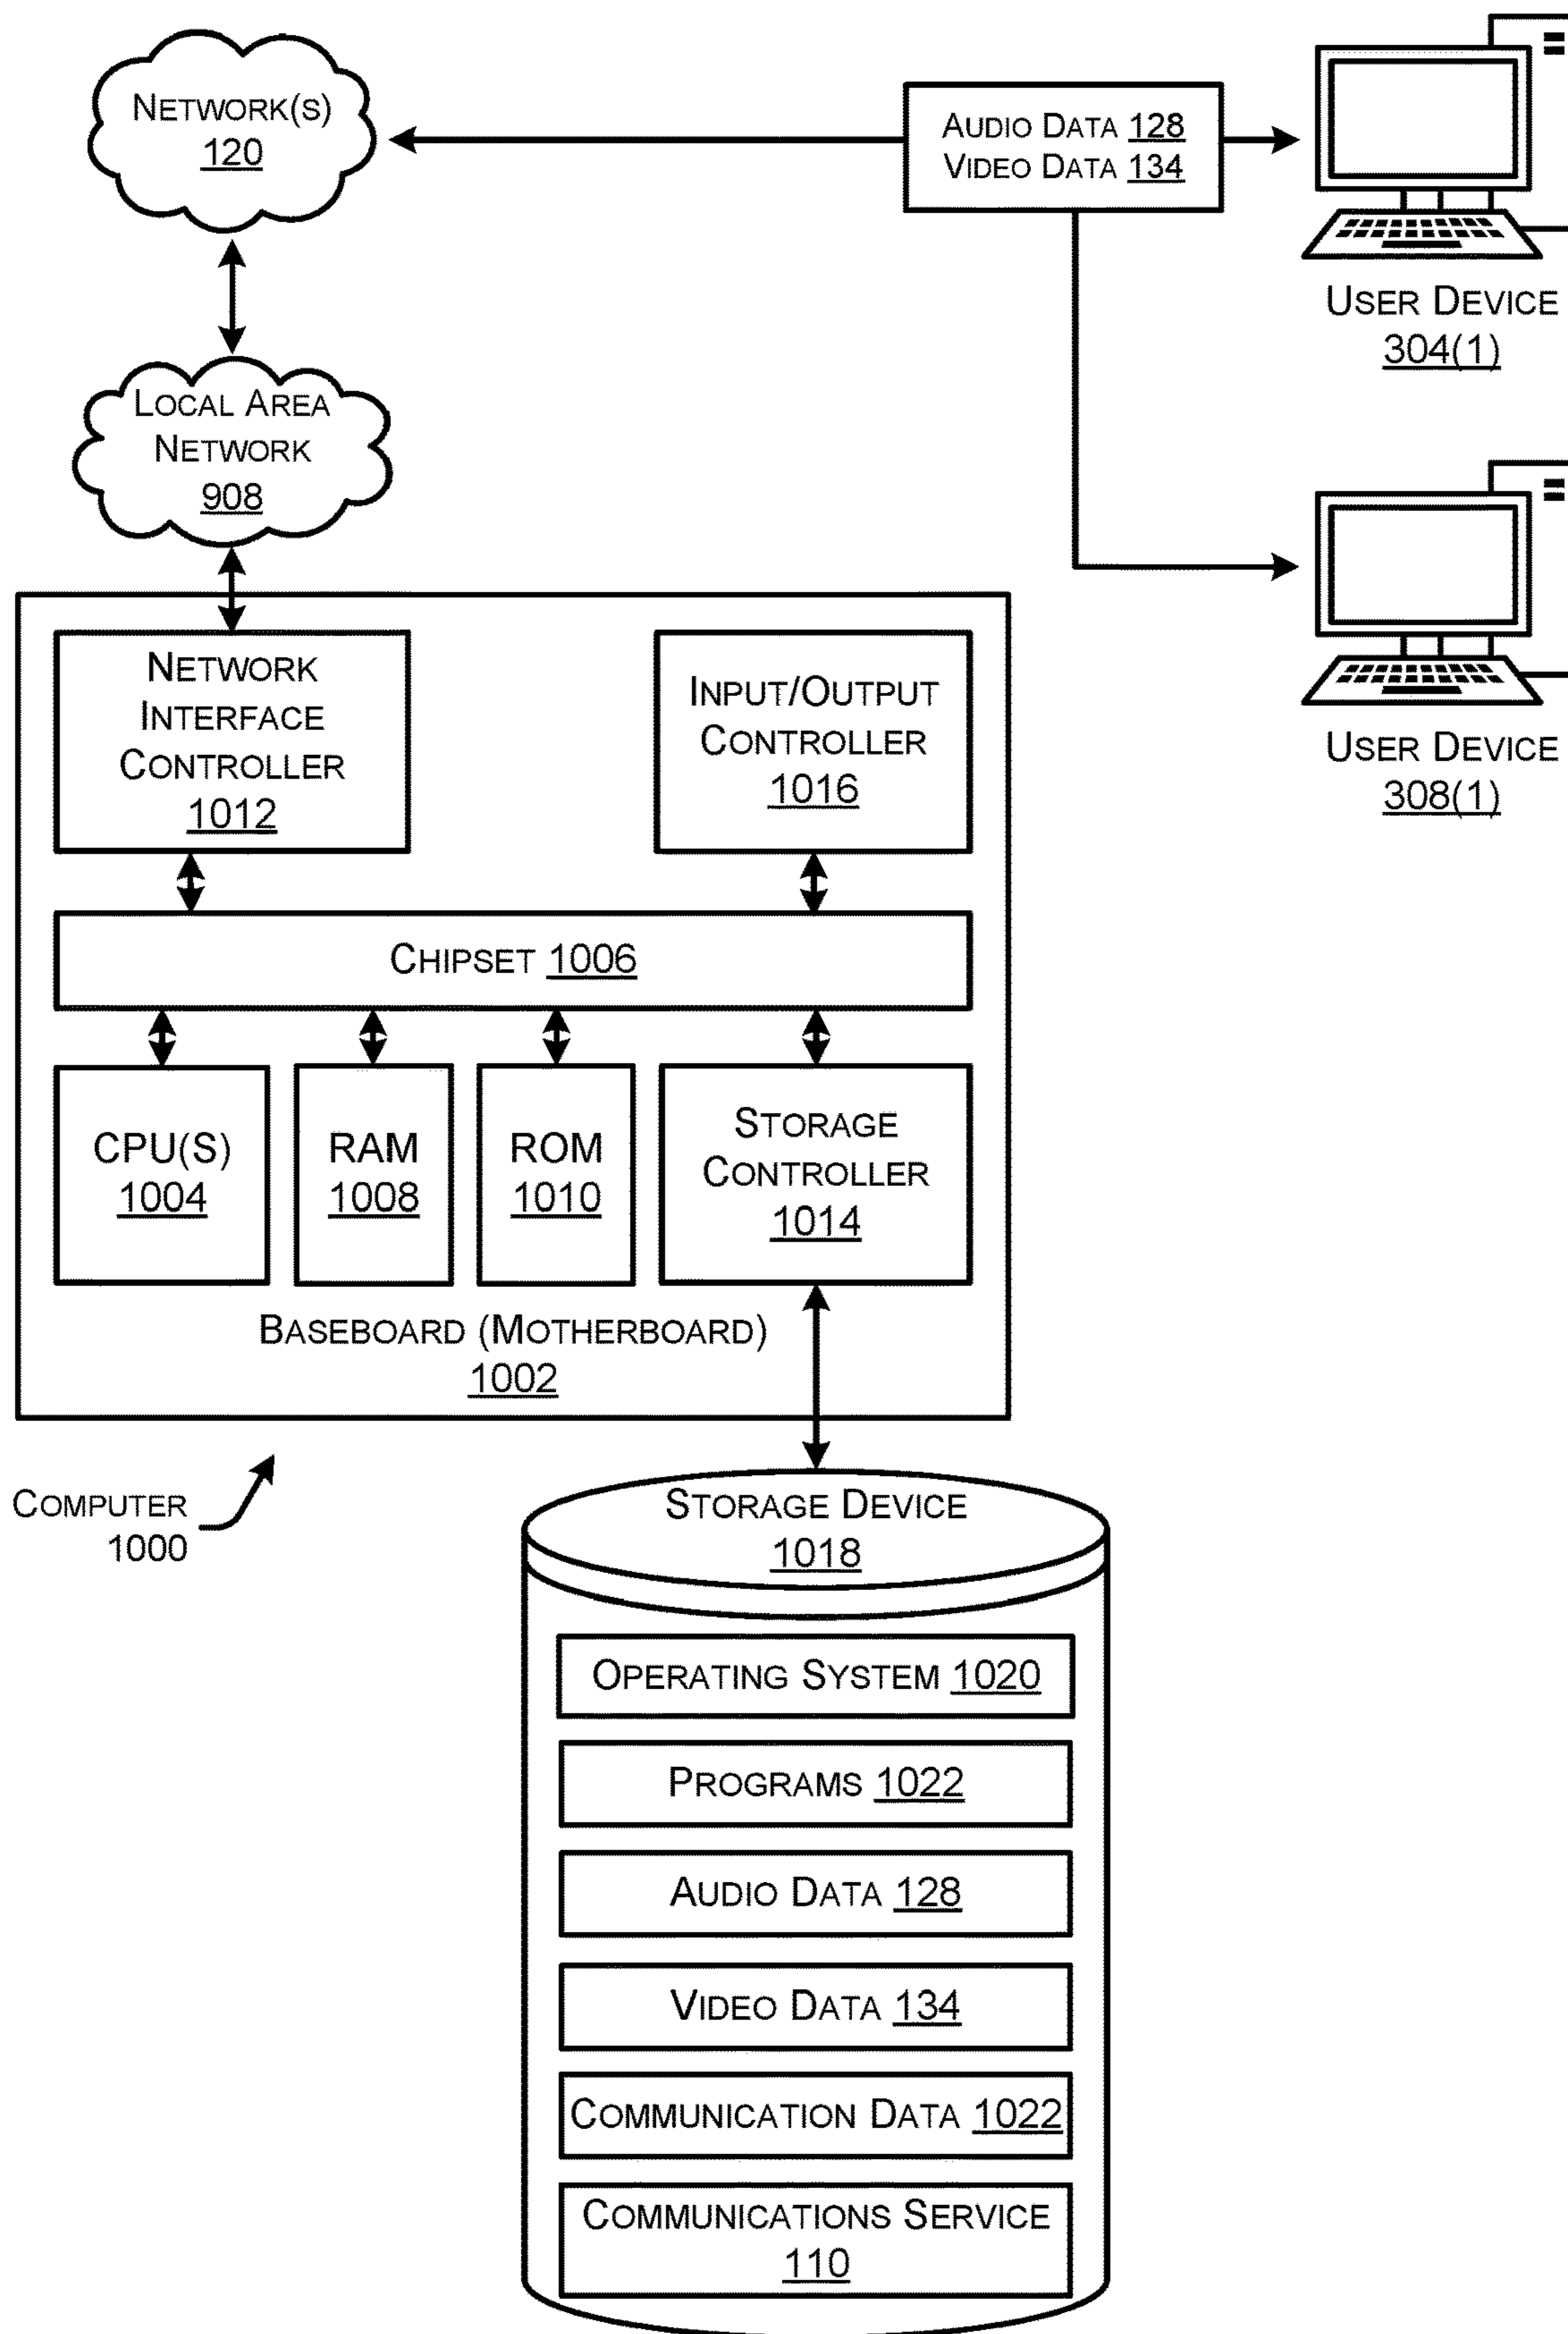 NETWORK(S)
120
AUDIO DATA 128
VIDEO DATA 134
USER DEVICE
304(1)
LOCAL AREA
NETWORK
908
USER DEVICE
308(1)
NETWORK
INTERFACE
CONTROLLER
1012
INPUT/OUTPUT
CONTROLLER
1016
CHIPSET 1006
CPU(S)
1004
RAM
1008
ROM
1010
STORAGE
CONTROLLER
1014
BASEBOARD (MOTHERBOARD)
1002
COMPUTER
1000
STORAGE DEVICE
1018
OPERATING SYSTEM 1020
PROGRAMS 1022
AUDIO DATA 128
VIDEO DATA 134
COMMUNICATION DATA 1022
COMMUNICATIONS SERVICE
110